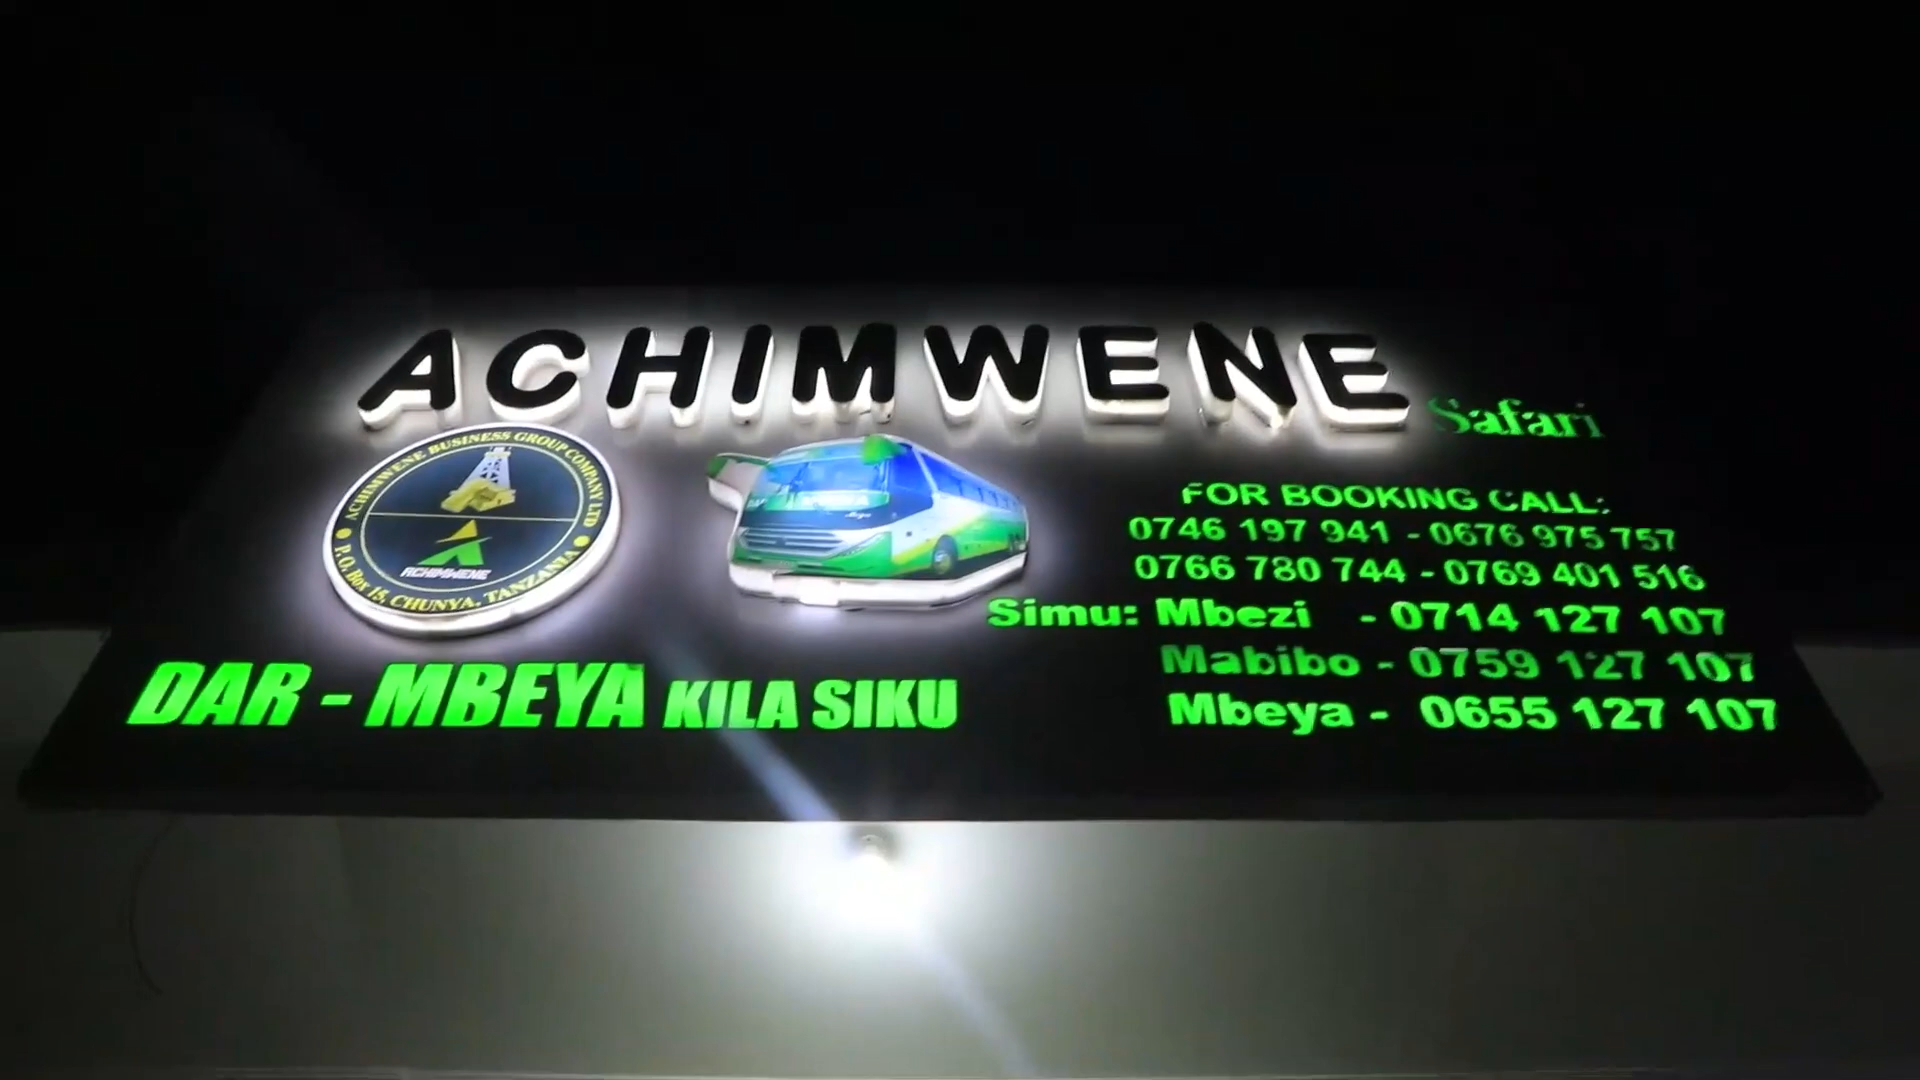 ACHIMWENE
Safari
ACHIMWENE BUSINESS GROUP COMPANY LTD
ACHIMWENE
P. O. Box 15, CHUNYA, TANZANIA
FOR BOOKING CALL:
0746 197 941 - 0676 975 757
0766 780 744 - 0769 401 516
Simu: Mbezi - 0714 127 107
Mabibo - 0759 127 107
Mbeya - 0655 127 107
DAR - MBEYA KILA SIKU